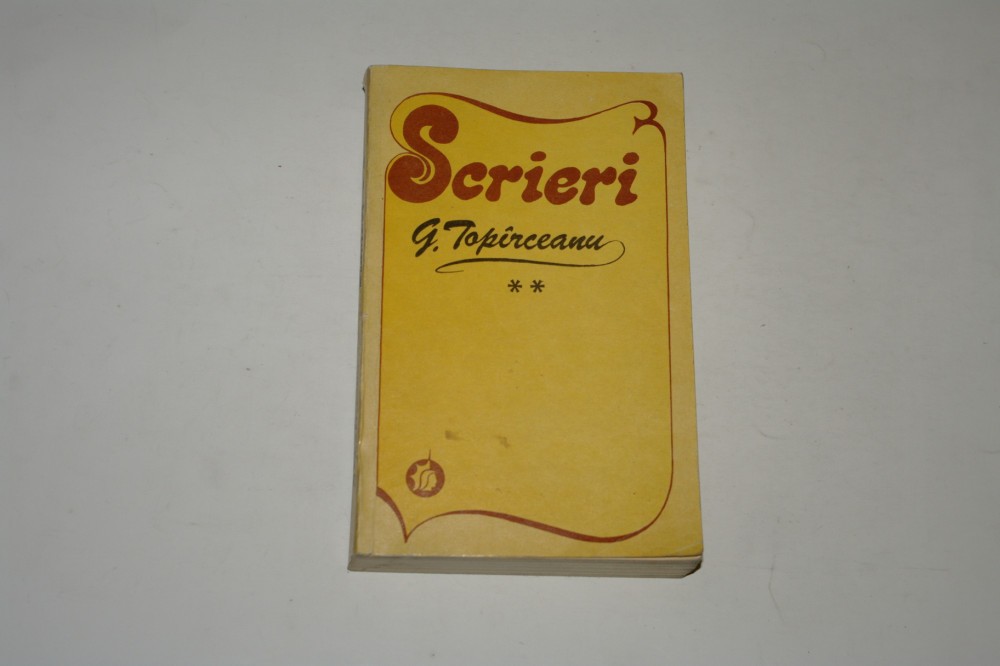 Scrieri
G. Topîrceanu
**